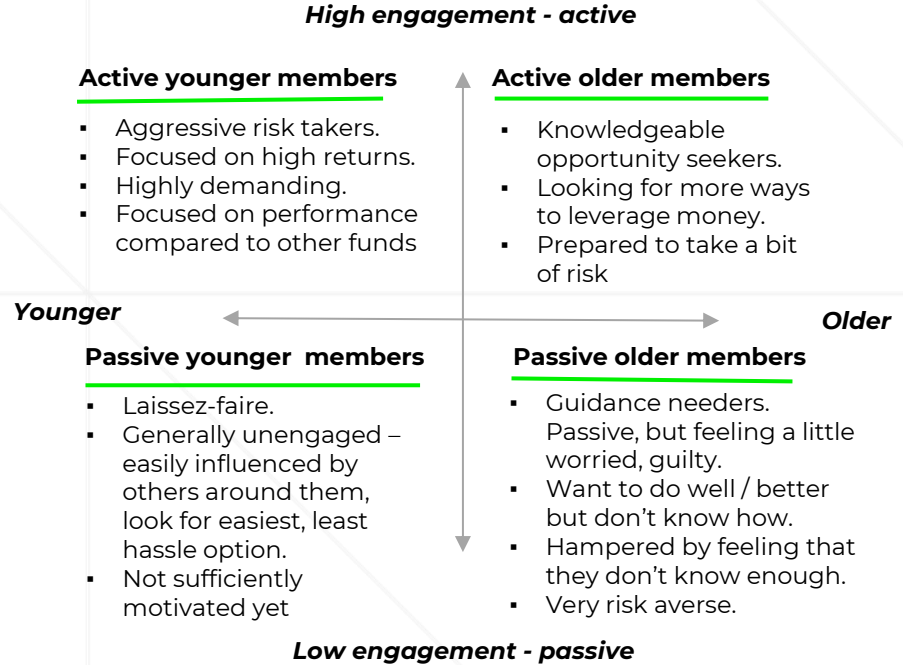 High engagement - active
Active younger members
▪ Aggressive risk takers.
▪ Focused on high returns.
▪ Highly demanding.
▪ Focused on performance
compared to other funds
Active older members
▪ Knowledgeable
opportunity seekers.
▪ Looking for more ways
to leverage money.
▪ Prepared to take a bit
of risk
Younger
Older
Passive younger  members
▪ Laissez-faire.
▪ Generally unengaged –
easily influenced by
others around them,
look for easiest, least
hassle option.
▪ Not sufficiently
motivated yet
Passive older members
▪ Guidance needers.
Passive, but feeling a little
worried, guilty.
▪ Want to do well / better
but don’t know how.
▪ Hampered by feeling that
they don’t know enough.
▪ Very risk averse.
Low engagement - passive